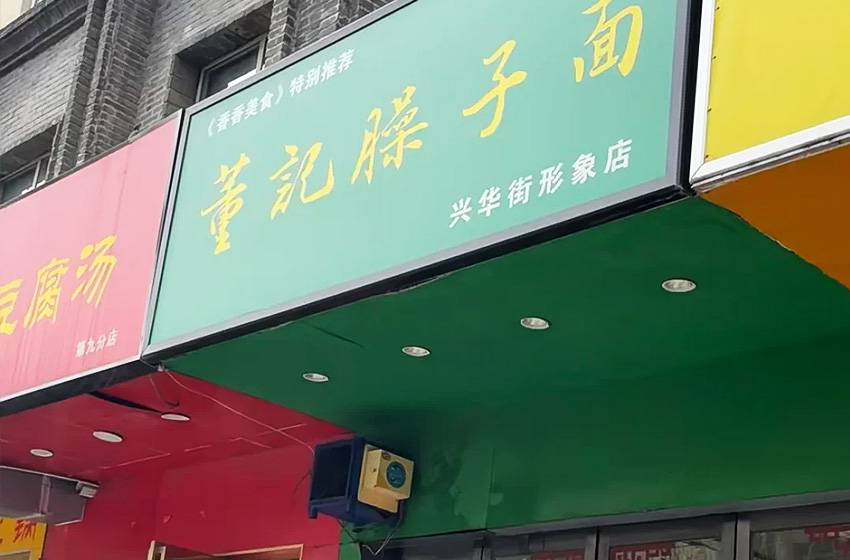 《香香美食》特别推荐
董記臊子面
兴华街形象店
豆腐汤
第九分店